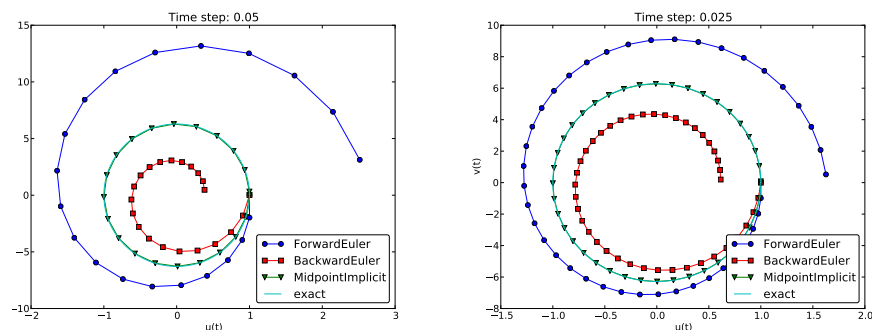 Time step: 0.05
15
10
5
0
−5
−10
−2
−1
0
1
2
3
u(t)
ForwardEuler
BackwardEuler
MidpointImplicit
exact
Time step: 0.025
v(t)
10
8
6
4
2
0
−2
−4
−6
−8
−1.5
−1.0
−0.5
0.0
0.5
1.0
1.5
2.0
u(t)
ForwardEuler
BackwardEuler
MidpointImplicit
exact